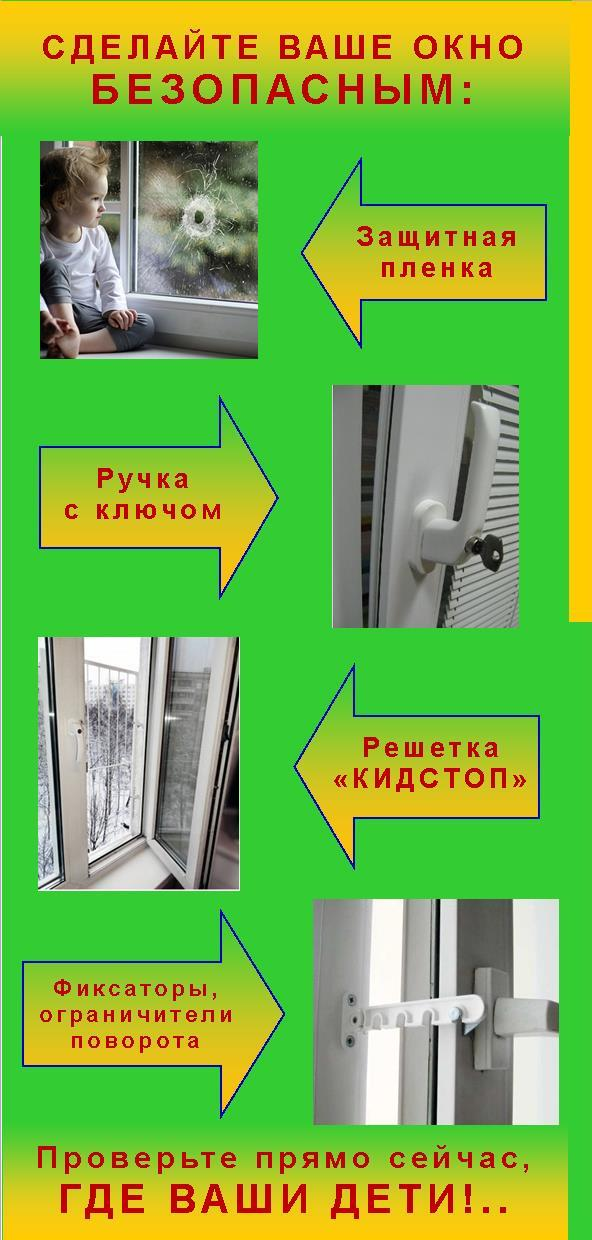 СДЕЛАЙТЕ ВАШЕ ОКНО
БЕЗОПАСНЫМ:
Защитная
пленка
Ручка
с ключом
Решетка
«КИДСТОП»
Фиксаторы,
ограничители
поворота
Проверьте прямо сейчас,
ГДЕ ВАШИ ДЕТИ!..